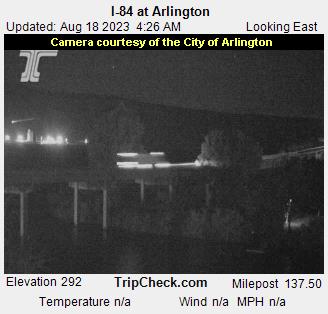 I-84 at Arlington
Updated: Aug 18 2023 4:26 AM Looking East
Camera courtesy of the City of Arlington
Elevation 292 TripCheck.com Milepost 137.50
Temperature n/a Wind n/a MPH n/a